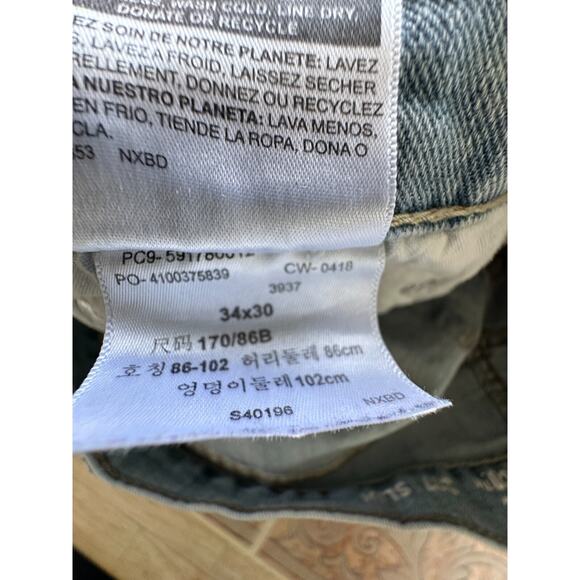 WASH COLD, LINE DRY,
DONATE OR RECYCLE
EZ SOIN DE NOTRE PLANETE: LAVEZ
S, LAVEZ A FROID, LAISSEZ SECHER
RELLEMENT, DONNEZ OU RECYCLEZ
A NUESTRO PLANETA: LAVA MENOS,
EN FRIO, TIENDE LA ROPA, DONA O
CLA.
553 NXBD
PO- 4100375839 CW- 0418
3937
34x30
尺码 170/86B
호칭 86-102 허리둘레 86cm
엉덩이둘레 102cm
S40196 NXBD